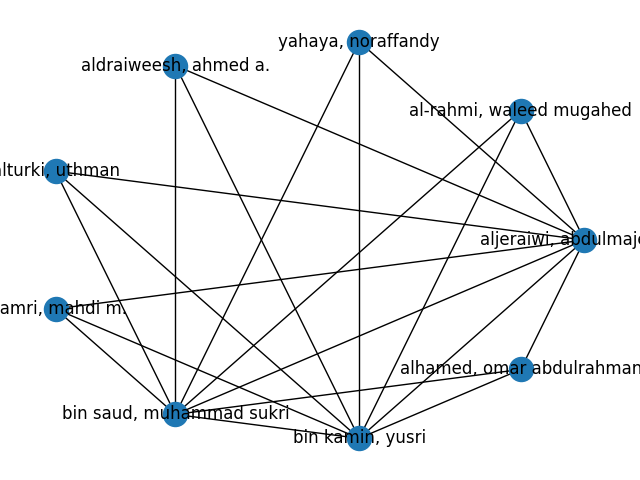 yahaya, noraffandy
aldraiweesh, ahmed a.
al-rahmi, waleed mugahed
alturki, uthman
aljeraiwi, abdulmaje
amri, mahdi m.
alhamed, omar abdulrahman
bin saud, muhammad sukri
bin kamin, yusri